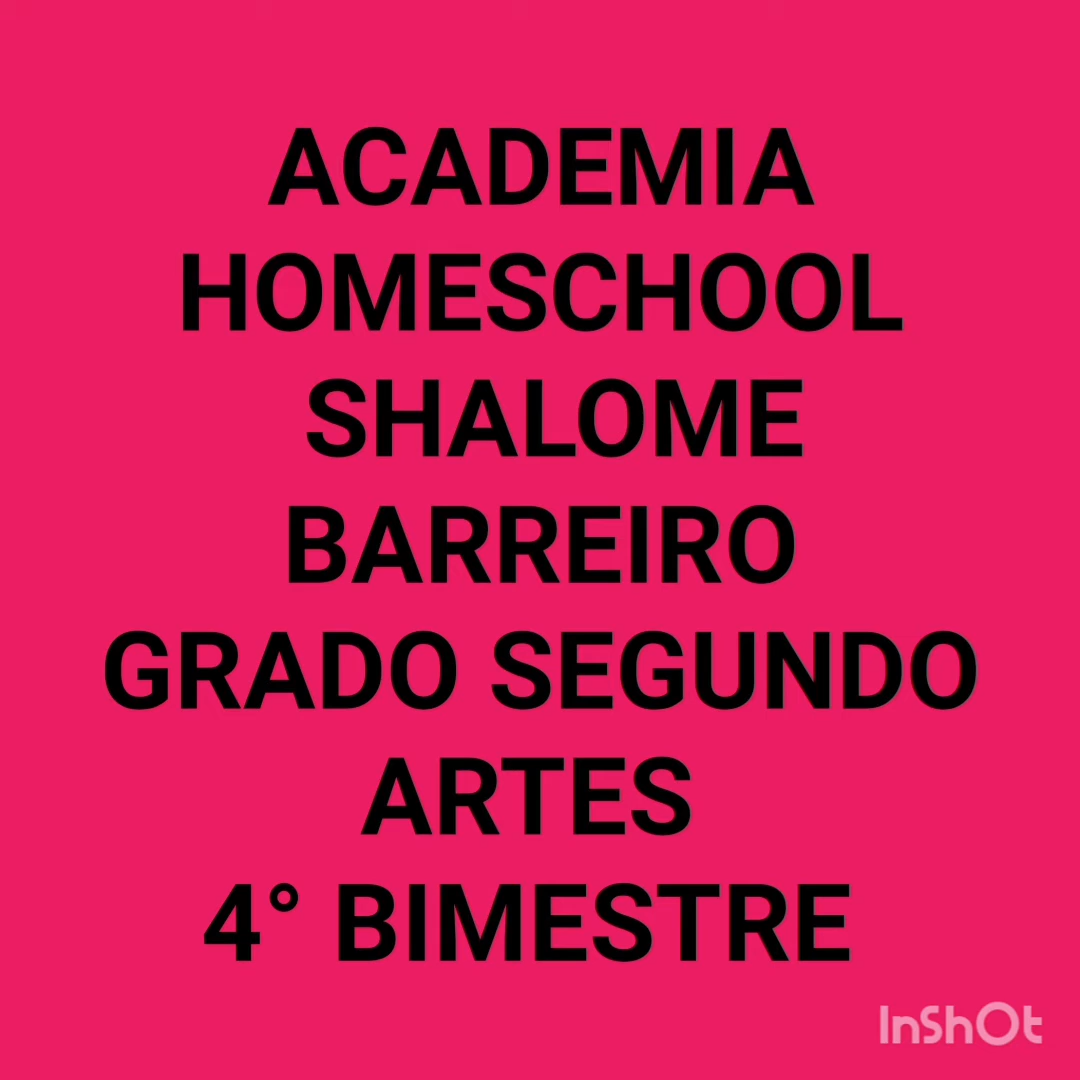 ACADEMIA
HOMESCHOOL
SHALOME
BARREIRO
GRADO SEGUNDO
ARTES
4° BIMESTRE
InShOt